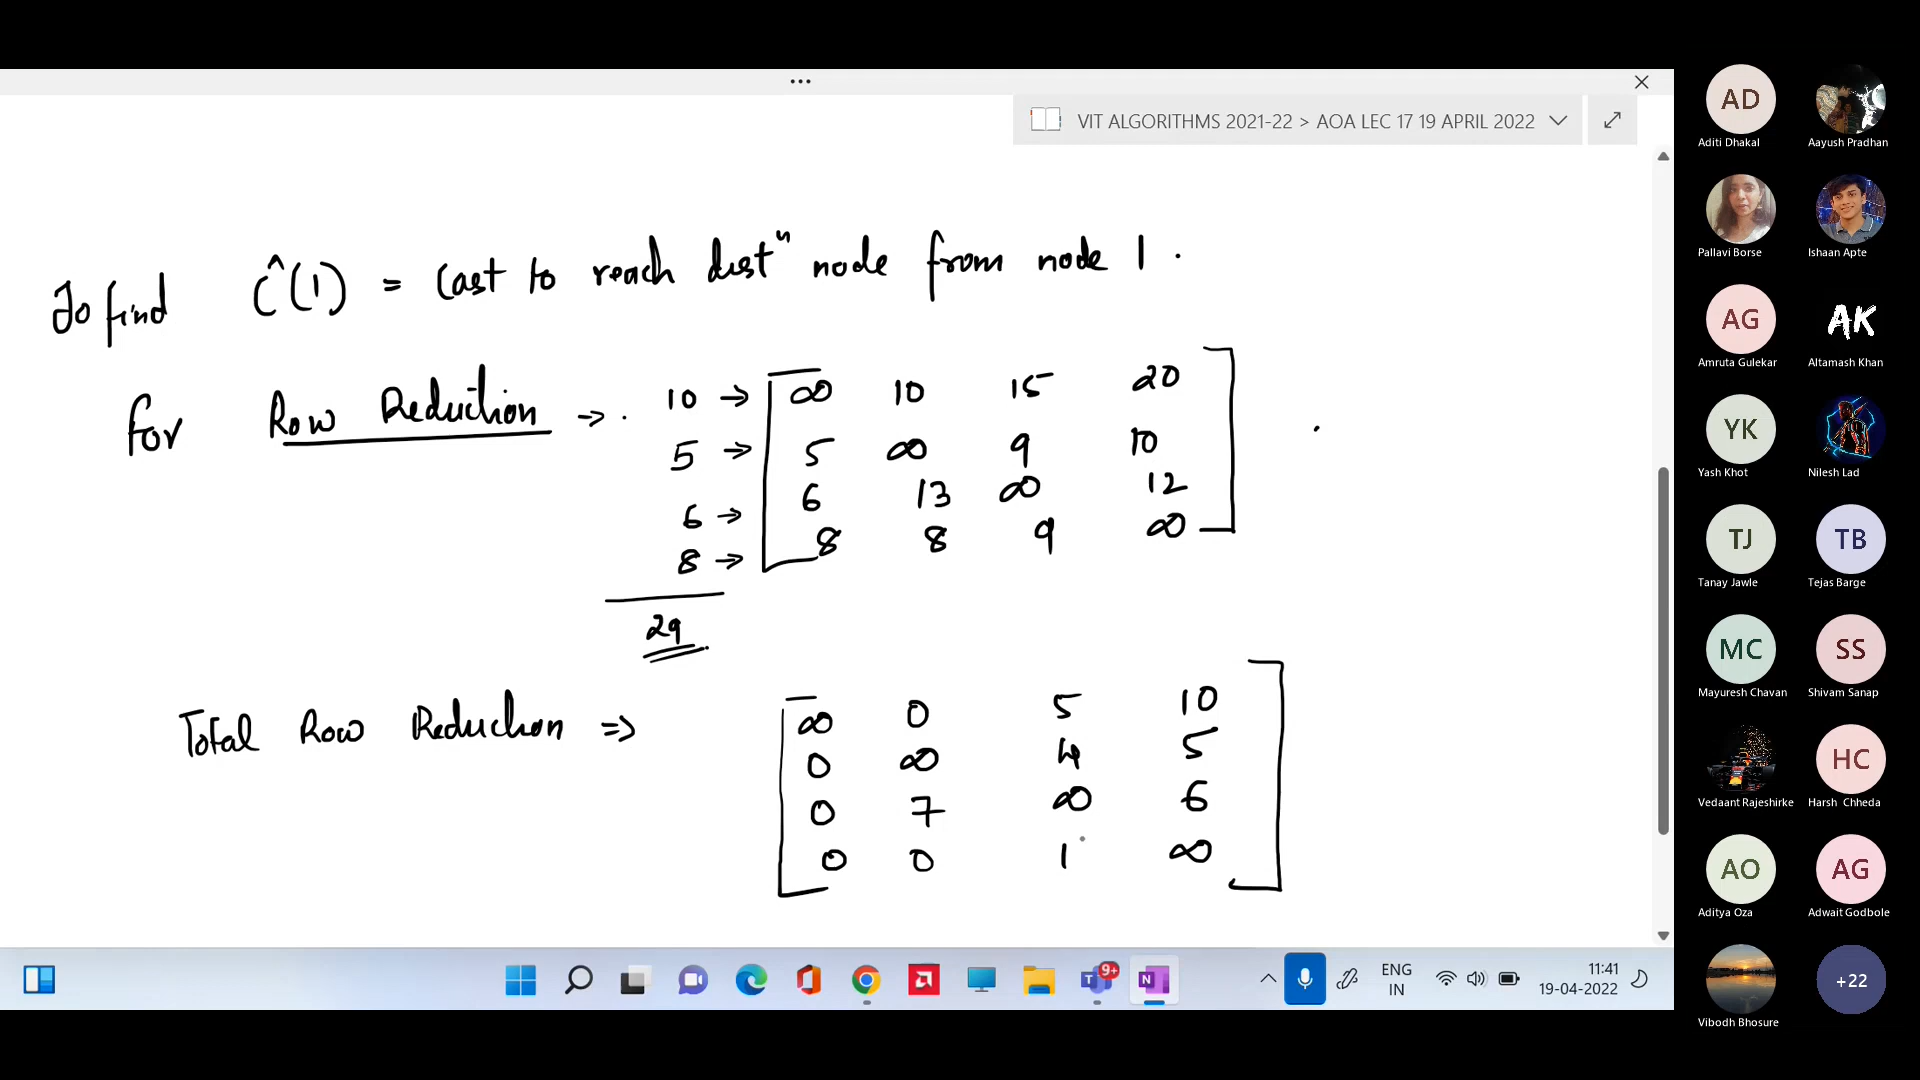 ...
VIT ALGORITHMS 2021-22 > AOA LEC 17 19 APRIL 2022
To find Ĉ(1) = Cost to reach distⁿ node from node 1.
For Row Reduction →
10 → ∞ 10 15 20
5 → 5 ∞ 9 10
6 → 6 13 ∞ 12
8 → 8 8 9 ∞
29
Total Row Reduction ⇒
∞ 0 5 10
0 ∞ 4 5
0 7 ∞ 6
0 0 1 ∞
AD
Aditi Dhakal
Aayush Pradhan
Pallavi Borse
Ishaan Apte
AG
Amruta Gulekar
AK
Altamash Khan
YK
Yash Khot
Nilesh Lad
TJ
Tanay Jawle
TB
Tejas Barge
MC
Mayuresh Chavan
SS
Shivam Sanap
Vedaant Rajeshirke
HC
Harsh Chheda
AO
Aditya Oza
AG
Adwait Godbole
Vibodh Bhosure
+22
9+
N
ENG
IN
11:41
19-04-2022